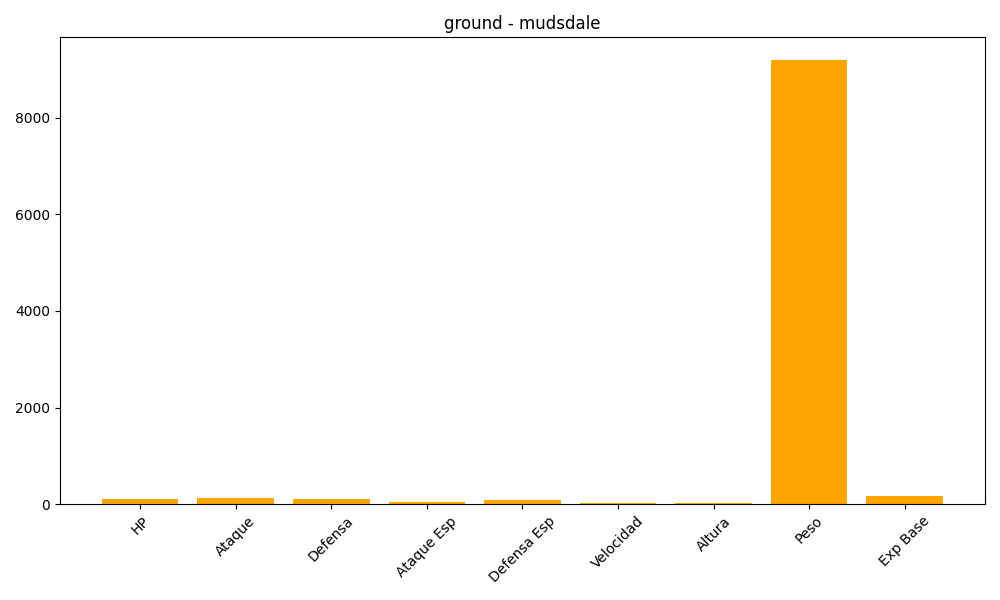 ground - mudsdale
8000
6000
4000
2000
0
HP
Ataque
Defensa
Ataque Esp
Defensa Esp
Velocidad
Altura
Peso
Exp Base